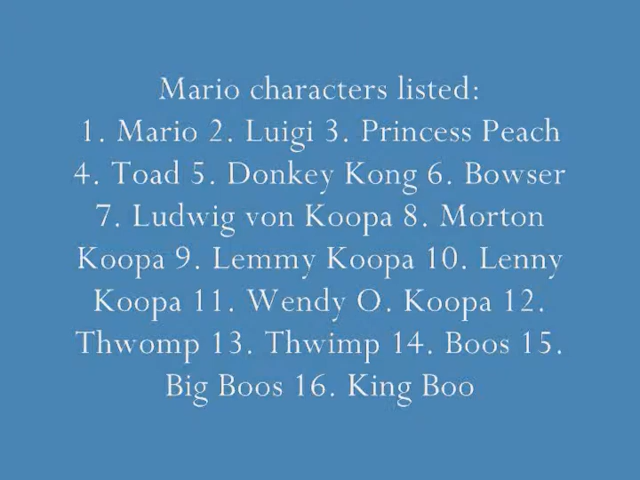 Mario characters listed:
1. Mario 2. Luigi 3. Princess Peach
4. Toad 5. Donkey Kong 6. Bowser
7. Ludwig von Koopa 8. Morton
Koopa 9. Lemmy Koopa 10. Lenny
Koopa 11. Wendy O. Koopa 12.
Thwomp 13. Thwimp 14. Boos 15.
Big Boos 16. King Boo